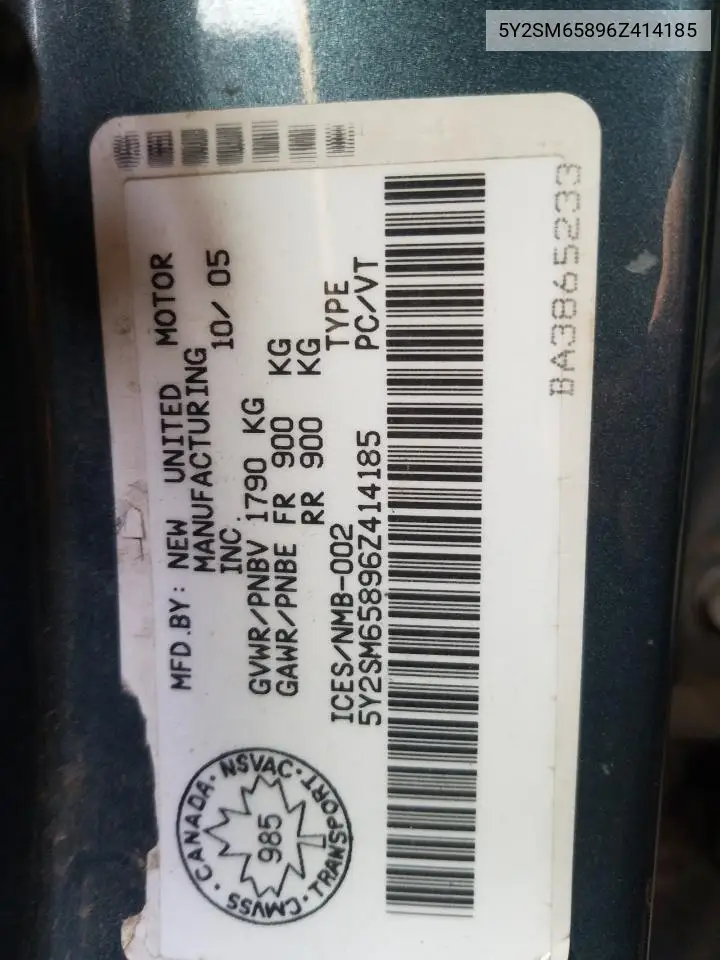 5Y2SM65896Z414185
MFD.BY: NEW UNITED MOTOR
MANUFACTURING
INC. 10/ 05
GVWR/PNBV 1790 KG
GAWR/PNBE FR 900 KG
RR 900 KG
ICES/NMB-002 TYPE
5Y2SM65896Z414185 PC/VT
CANADA · NSVAC · TRANSPORT · CMVSS ·
985
BA3865233